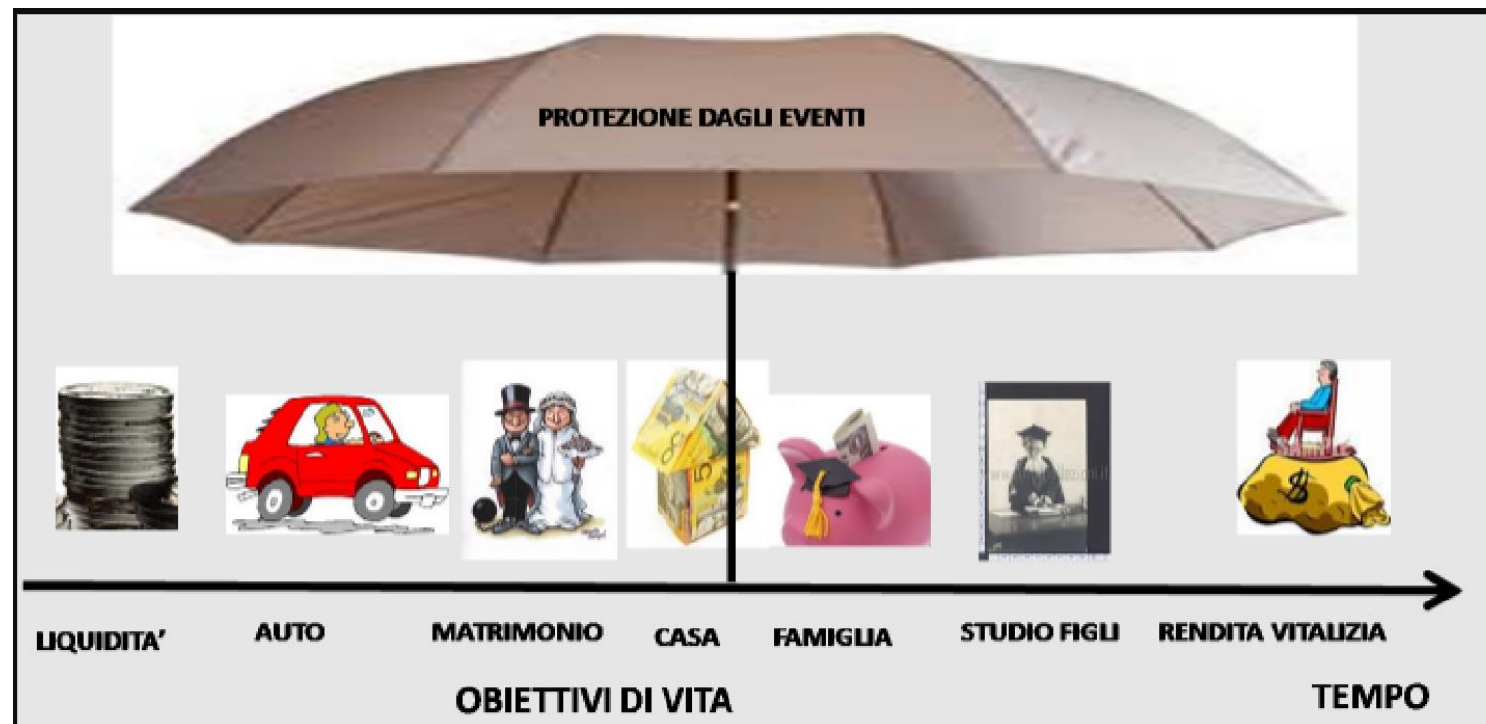 PROTEZIONE DAGLI EVENTI
LIQUIDITA’
AUTO
MATRIMONIO
CASA
FAMIGLIA
STUDIO FIGLI
RENDITA VITALIZIA
OBIETTIVI DI VITA
TEMPO